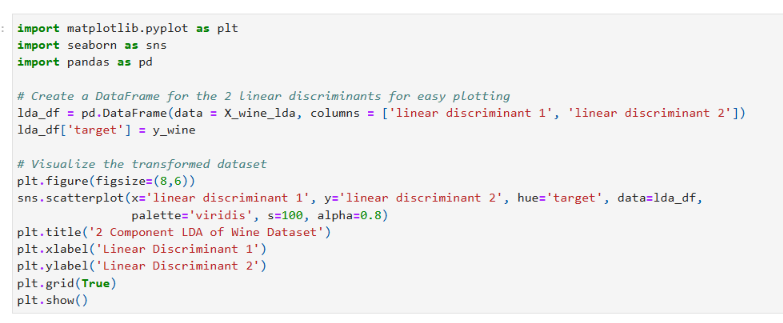 import matplotlib.pyplot as plt
import seaborn as sns
import pandas as pd

# Create a DataFrame for the 2 linear discriminants for easy plotting
lda_df = pd.DataFrame(data = X_wine_lda, columns = ['linear discriminant 1', 'linear discriminant 2'])
lda_df['target'] = y_wine

# Visualize the transformed dataset
plt.figure(figsize=(8,6))
sns.scatterplot(x='linear discriminant 1', y='linear discriminant 2', hue='target', data=lda_df,
                palette='viridis', s=100, alpha=0.8)
plt.title('2 Component LDA of Wine Dataset')
plt.xlabel('Linear Discriminant 1')
plt.ylabel('Linear Discriminant 2')
plt.grid(True)
plt.show()